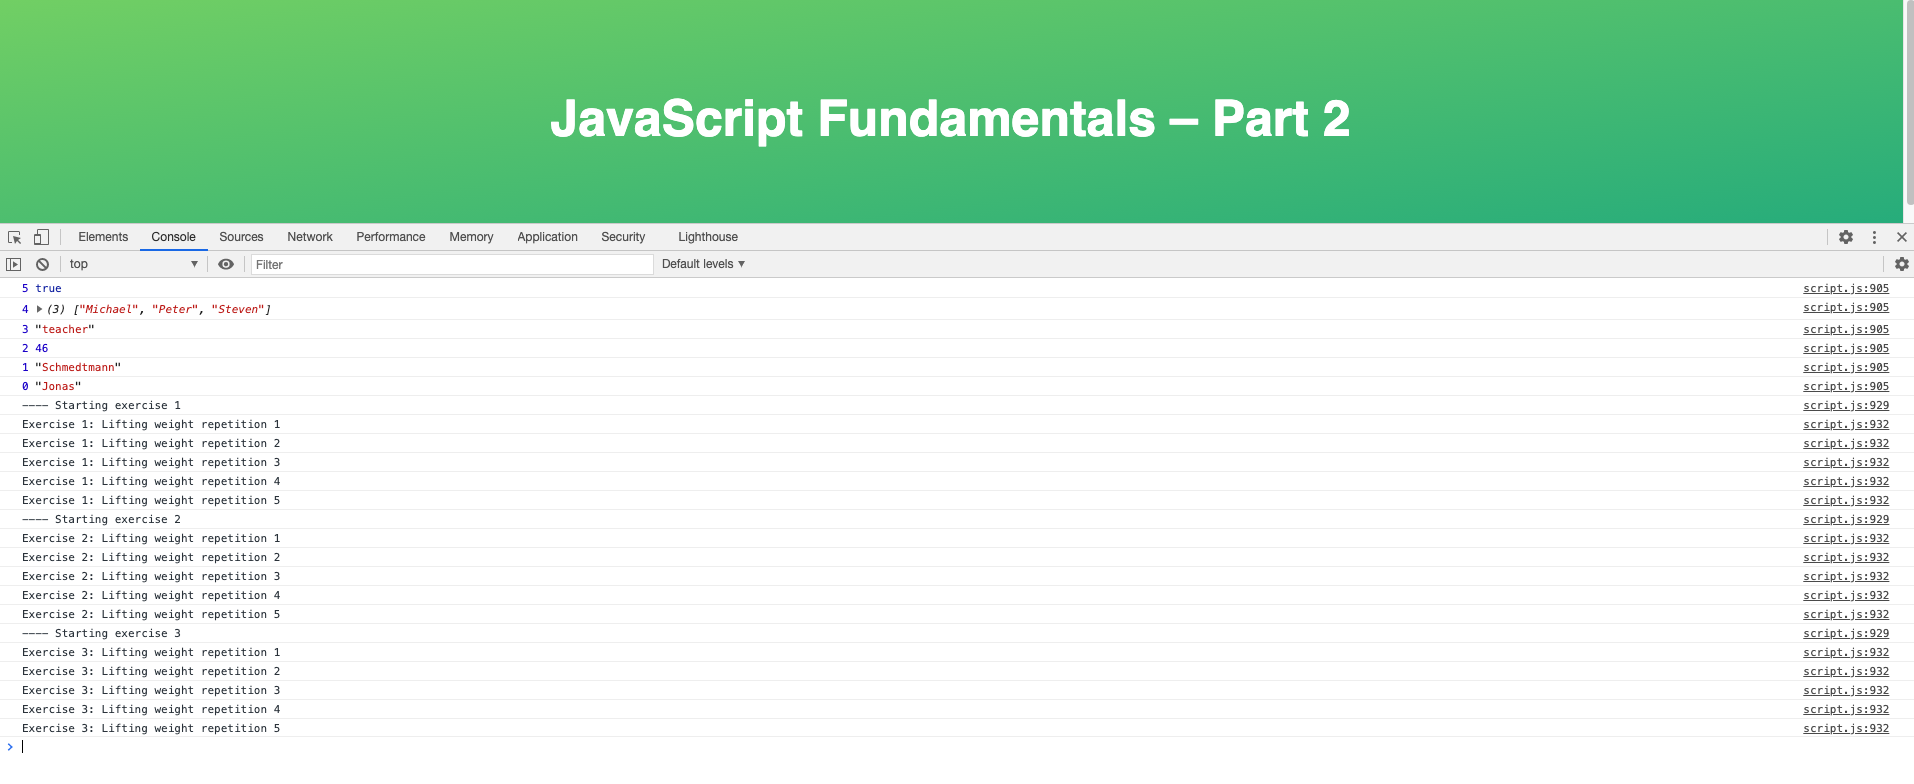 JavaScript Fundamentals – Part 2
Elements Console Sources Network Performance Memory Application Security Lighthouse
top Filter Default levels
5 true script.js:905
4 (3) ["Michael", "Peter", "Steven"] script.js:905
3 "teacher" script.js:905
2 46 script.js:905
1 "Schmedtmann" script.js:905
0 "Jonas" script.js:905
---- Starting exercise 1 script.js:929
Exercise 1: Lifting weight repetition 1 script.js:932
Exercise 1: Lifting weight repetition 2 script.js:932
Exercise 1: Lifting weight repetition 3 script.js:932
Exercise 1: Lifting weight repetition 4 script.js:932
Exercise 1: Lifting weight repetition 5 script.js:932
---- Starting exercise 2 script.js:929
Exercise 2: Lifting weight repetition 1 script.js:932
Exercise 2: Lifting weight repetition 2 script.js:932
Exercise 2: Lifting weight repetition 3 script.js:932
Exercise 2: Lifting weight repetition 4 script.js:932
Exercise 2: Lifting weight repetition 5 script.js:932
---- Starting exercise 3 script.js:929
Exercise 3: Lifting weight repetition 1 script.js:932
Exercise 3: Lifting weight repetition 2 script.js:932
Exercise 3: Lifting weight repetition 3 script.js:932
Exercise 3: Lifting weight repetition 4 script.js:932
Exercise 3: Lifting weight repetition 5 script.js:932